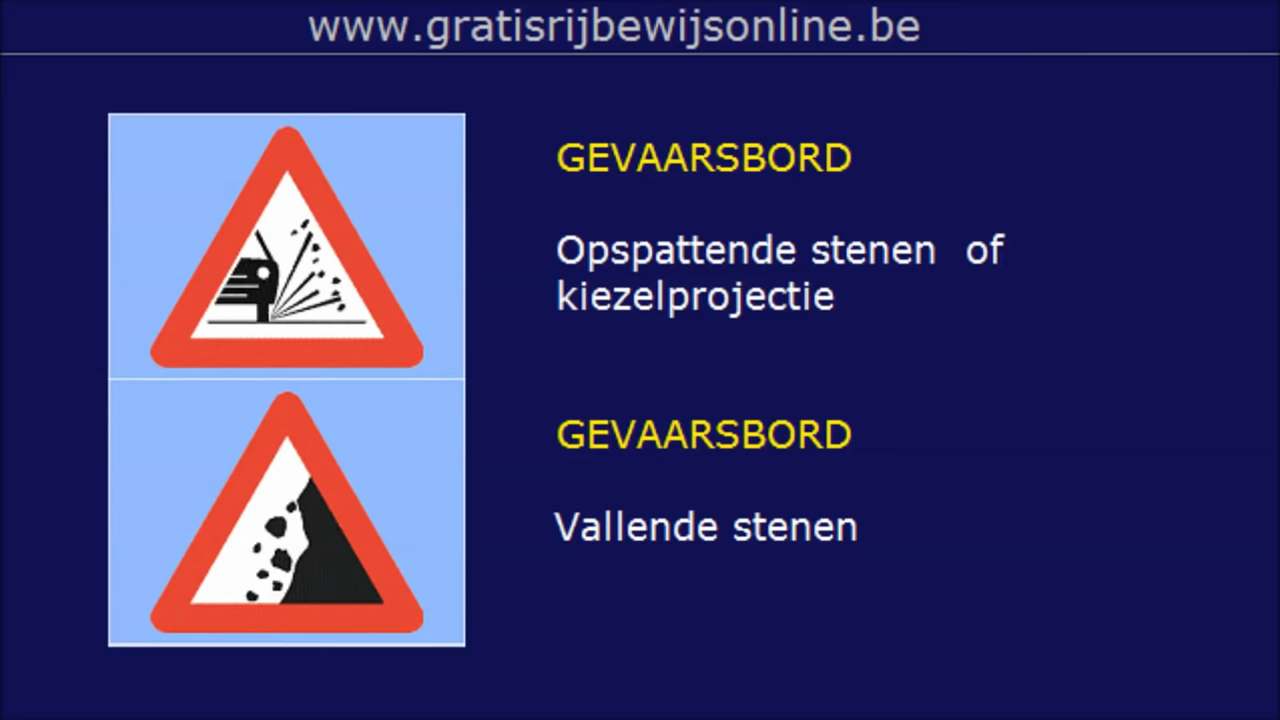 www.gratisrijbewijsonline.be
GEVAARSBORD
Opspattende stenen of
kiezelprojectie
GEVAARSBORD
Vallende stenen